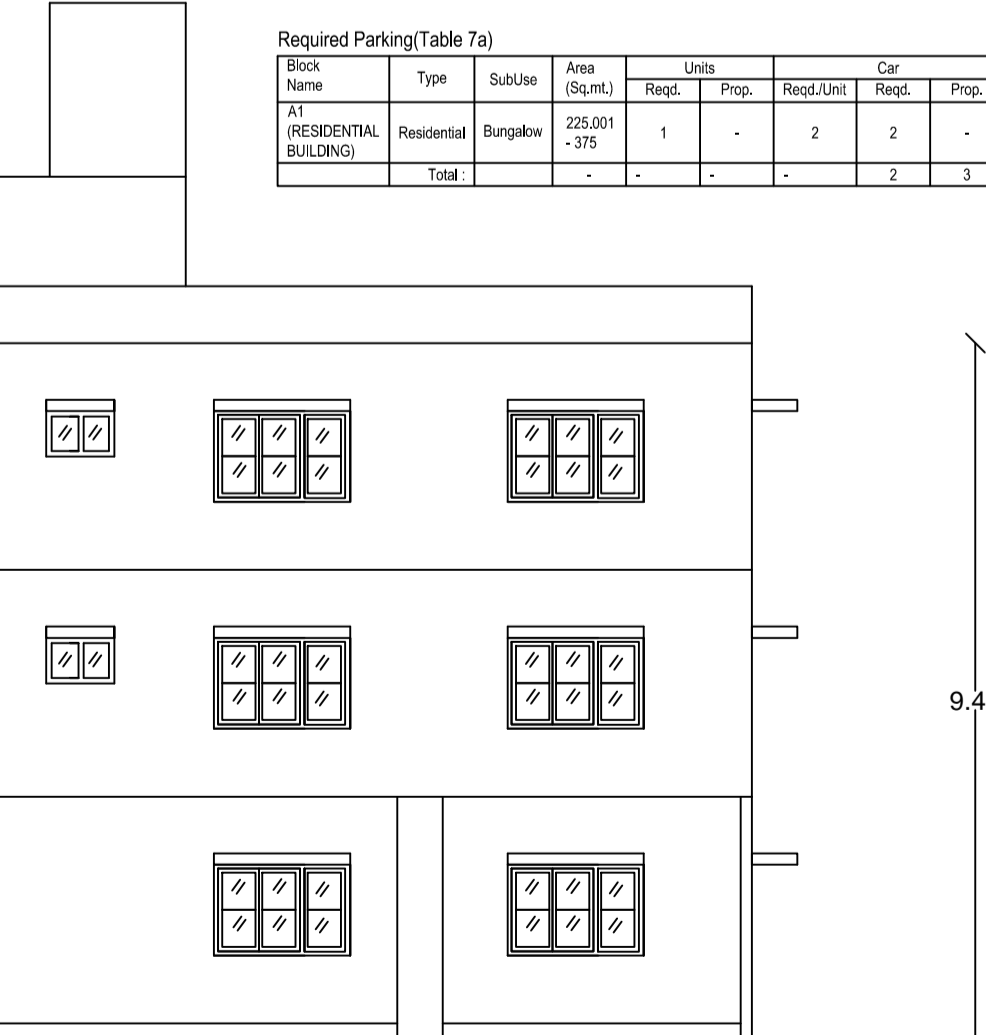 Required Parking(Table 7a)
Block Name Type SubUse Area (Sq.mt.) Units Car
Reqd. Prop. Reqd./Unit Reqd. Prop.
A1 (RESIDENTIAL BUILDING) Residential Bungalow 225.001 - 375 1 - 2 2 -
Total : - - - - 2 3
9.4